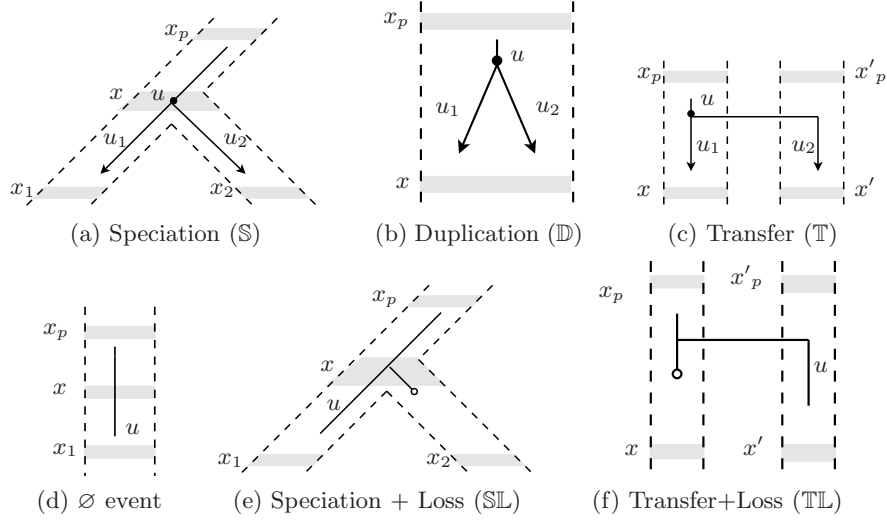 x_p
x
u
u_1
u_2
x_1
x_2
(a) Speciation (𝕊)
x_p
u
u_1
u_2
x
(b) Duplication (𝔻)
x_p
x'_p
u
u_1
u_2
x
x'
(c) Transfer (𝕋)
x_p
x
u
x_1
(d) ∅ event
x_p
x
u
x_1
x_2
(e) Speciation + Loss (𝕊𝕃)
x_p
x'_p
u
x
x'
(f) Transfer+Loss (𝕋𝕃)